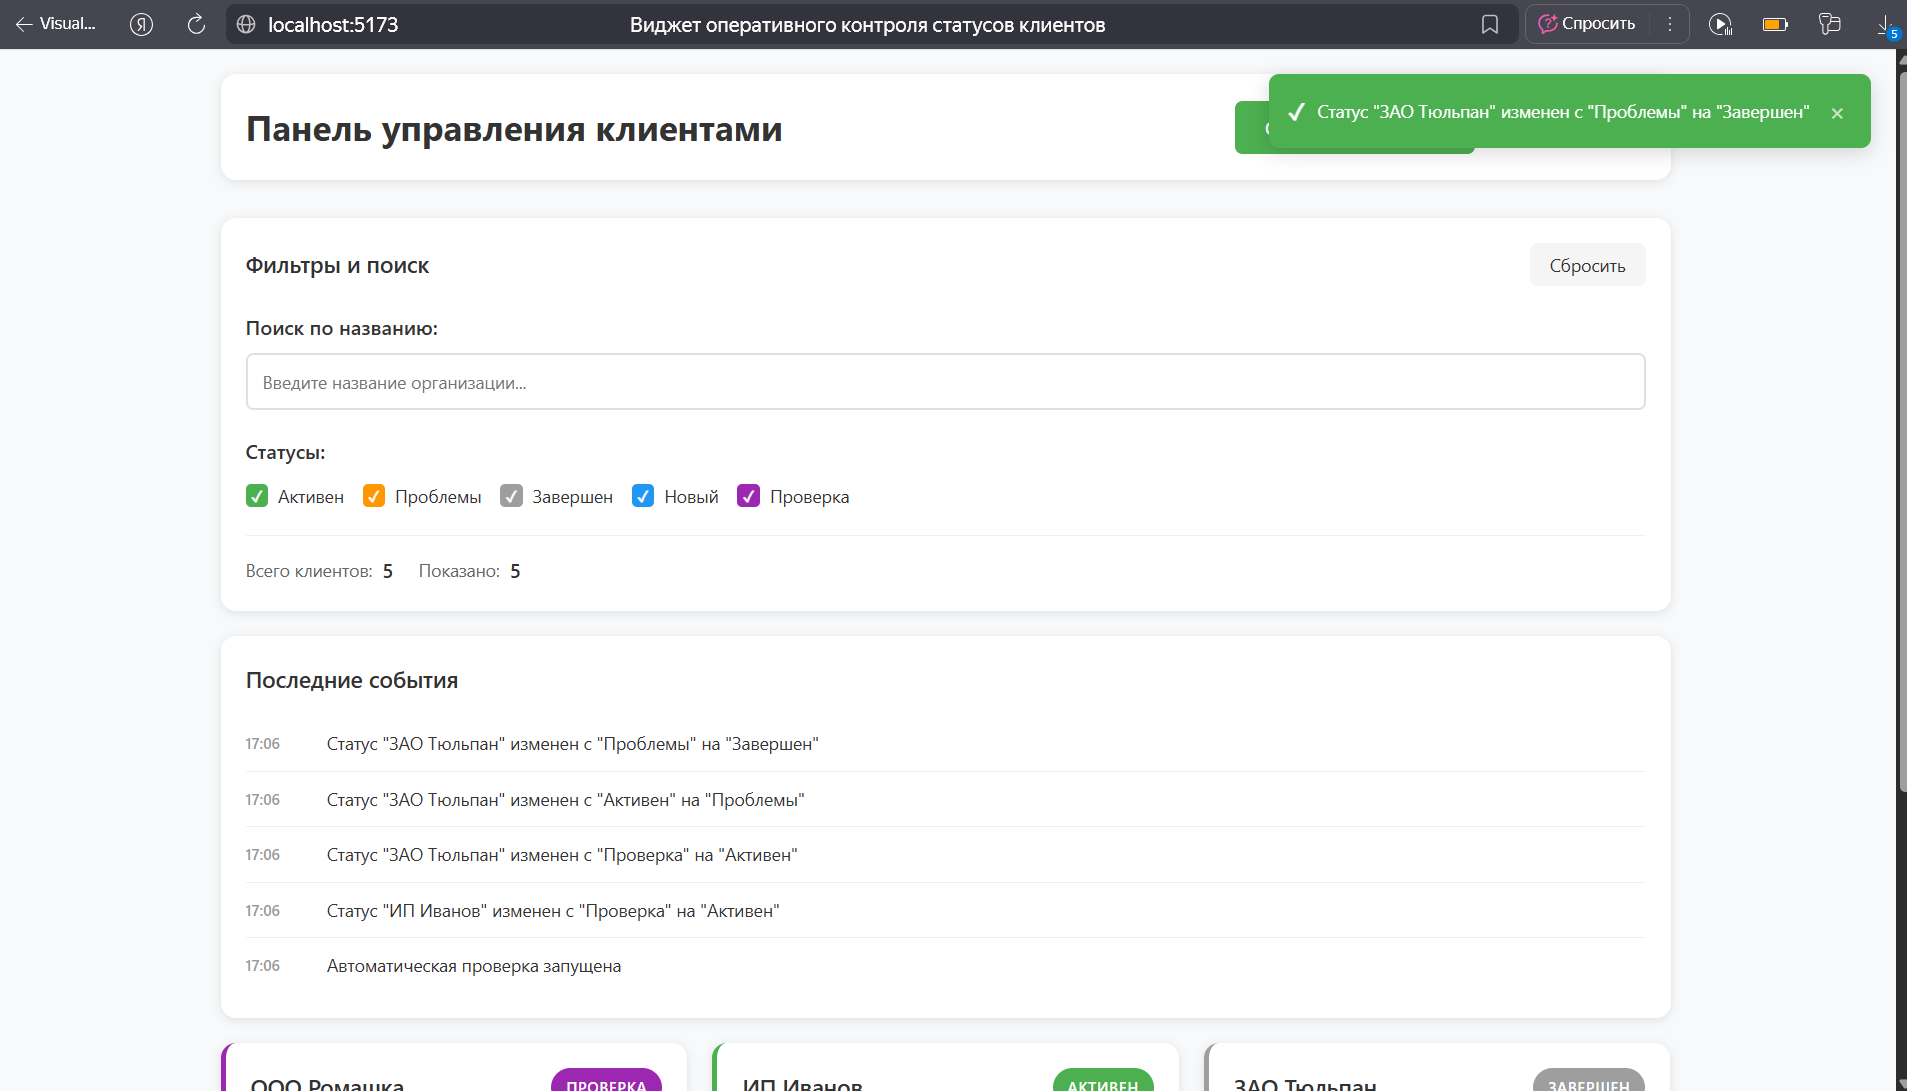 Visual...
Я
localhost:5173
Виджет оперативного контроля статусов клиентов
Спросить
5
Панель управления клиентами
Статус "ЗАО Тюльпан" изменен с "Проблемы" на "Завершен"
Фильтры и поиск
Сбросить
Поиск по названию:
Введите название организации...
Статусы:
Активен
Проблемы
Завершен
Новый
Проверка
Всего клиентов: 5 Показано: 5
Последние события
17:06 Статус "ЗАО Тюльпан" изменен с "Проблемы" на "Завершен"
17:06 Статус "ЗАО Тюльпан" изменен с "Активен" на "Проблемы"
17:06 Статус "ЗАО Тюльпан" изменен с "Проверка" на "Активен"
17:06 Статус "ИП Иванов" изменен с "Проверка" на "Активен"
17:06 Автоматическая проверка запущена
ООО Ромашка
ПРОВЕРКА
ИП Иванов
АКТИВЕН
ЗАО Тюльпан
ЗАВЕРШЕН